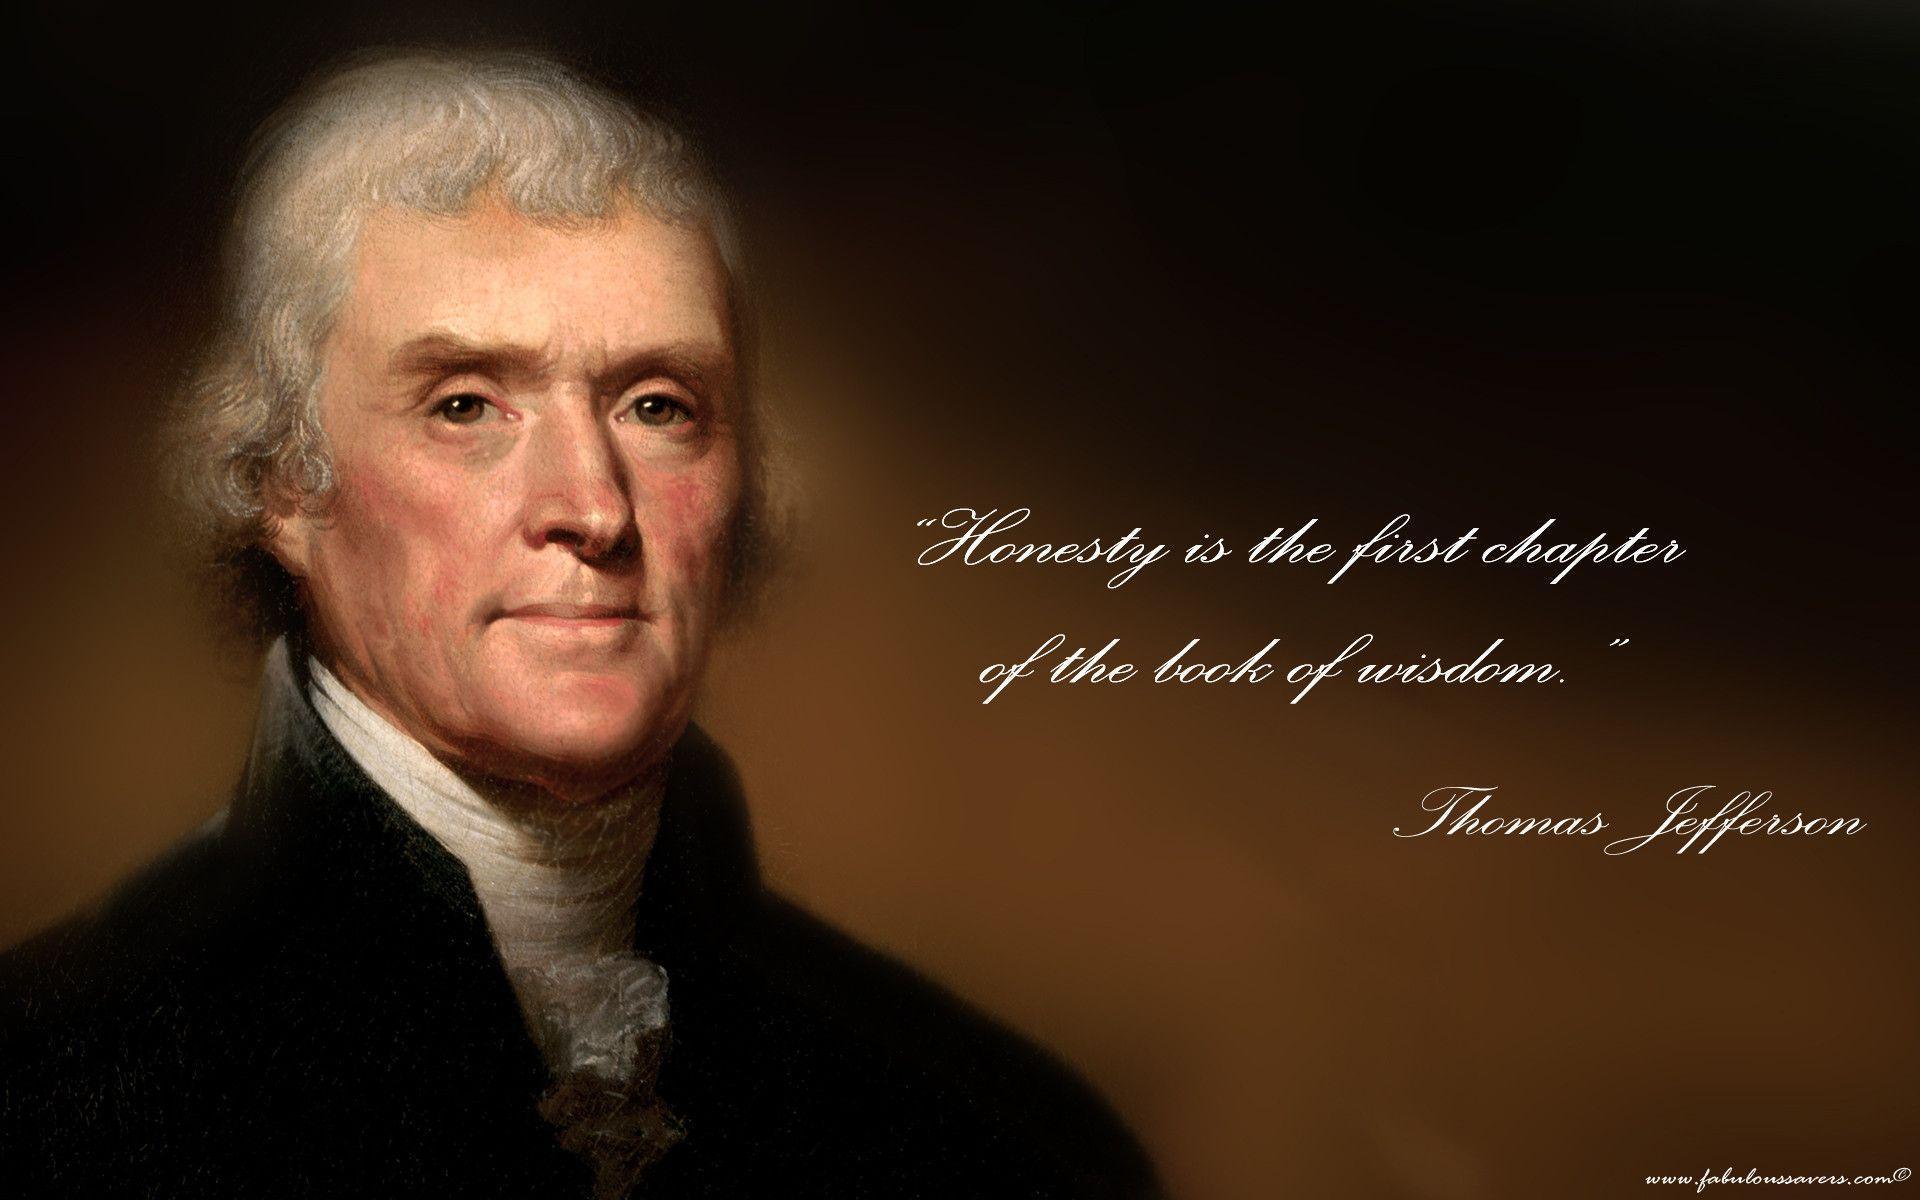 “Honesty is the first chapter
of the book of wisdom.”
Thomas Jefferson
www.fabuloussavers.com©